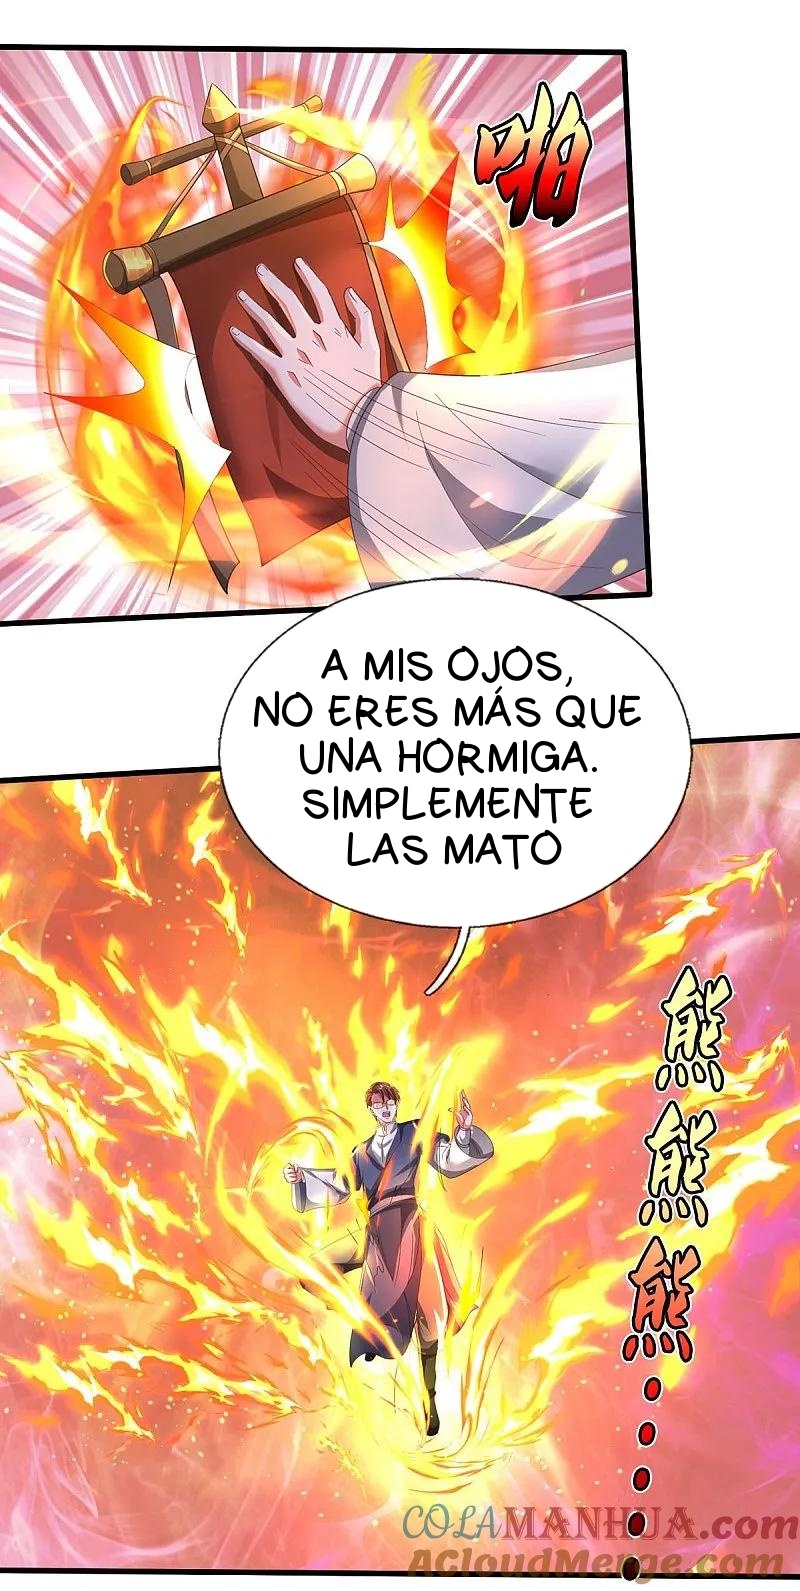 啪
A MIS OJOS,
NO ERES MÁS QUE
UNA HORMIGA.
SIMPLEMENTE
LAS MATO
熊
熊
熊
......
COLAMANHUA.com
ACloudMerge.com